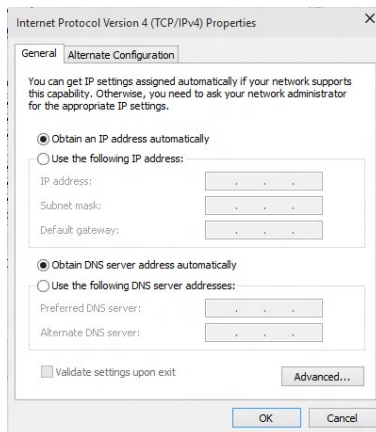 Internet Protocol Version 4 (TCP/IPv4) Properties
General
Alternate Configuration
You can get IP settings assigned automatically if your network supports
this capability. Otherwise, you need to ask your network administrator
for the appropriate IP settings.
Obtain an IP address automatically
Use the following IP address:
IP address:
Subnet mask:
Default gateway:
Obtain DNS server address automatically
Use the following DNS server addresses:
Preferred DNS server:
Alternate DNS server:
Validate settings upon exit
Advanced...
OK
Cancel